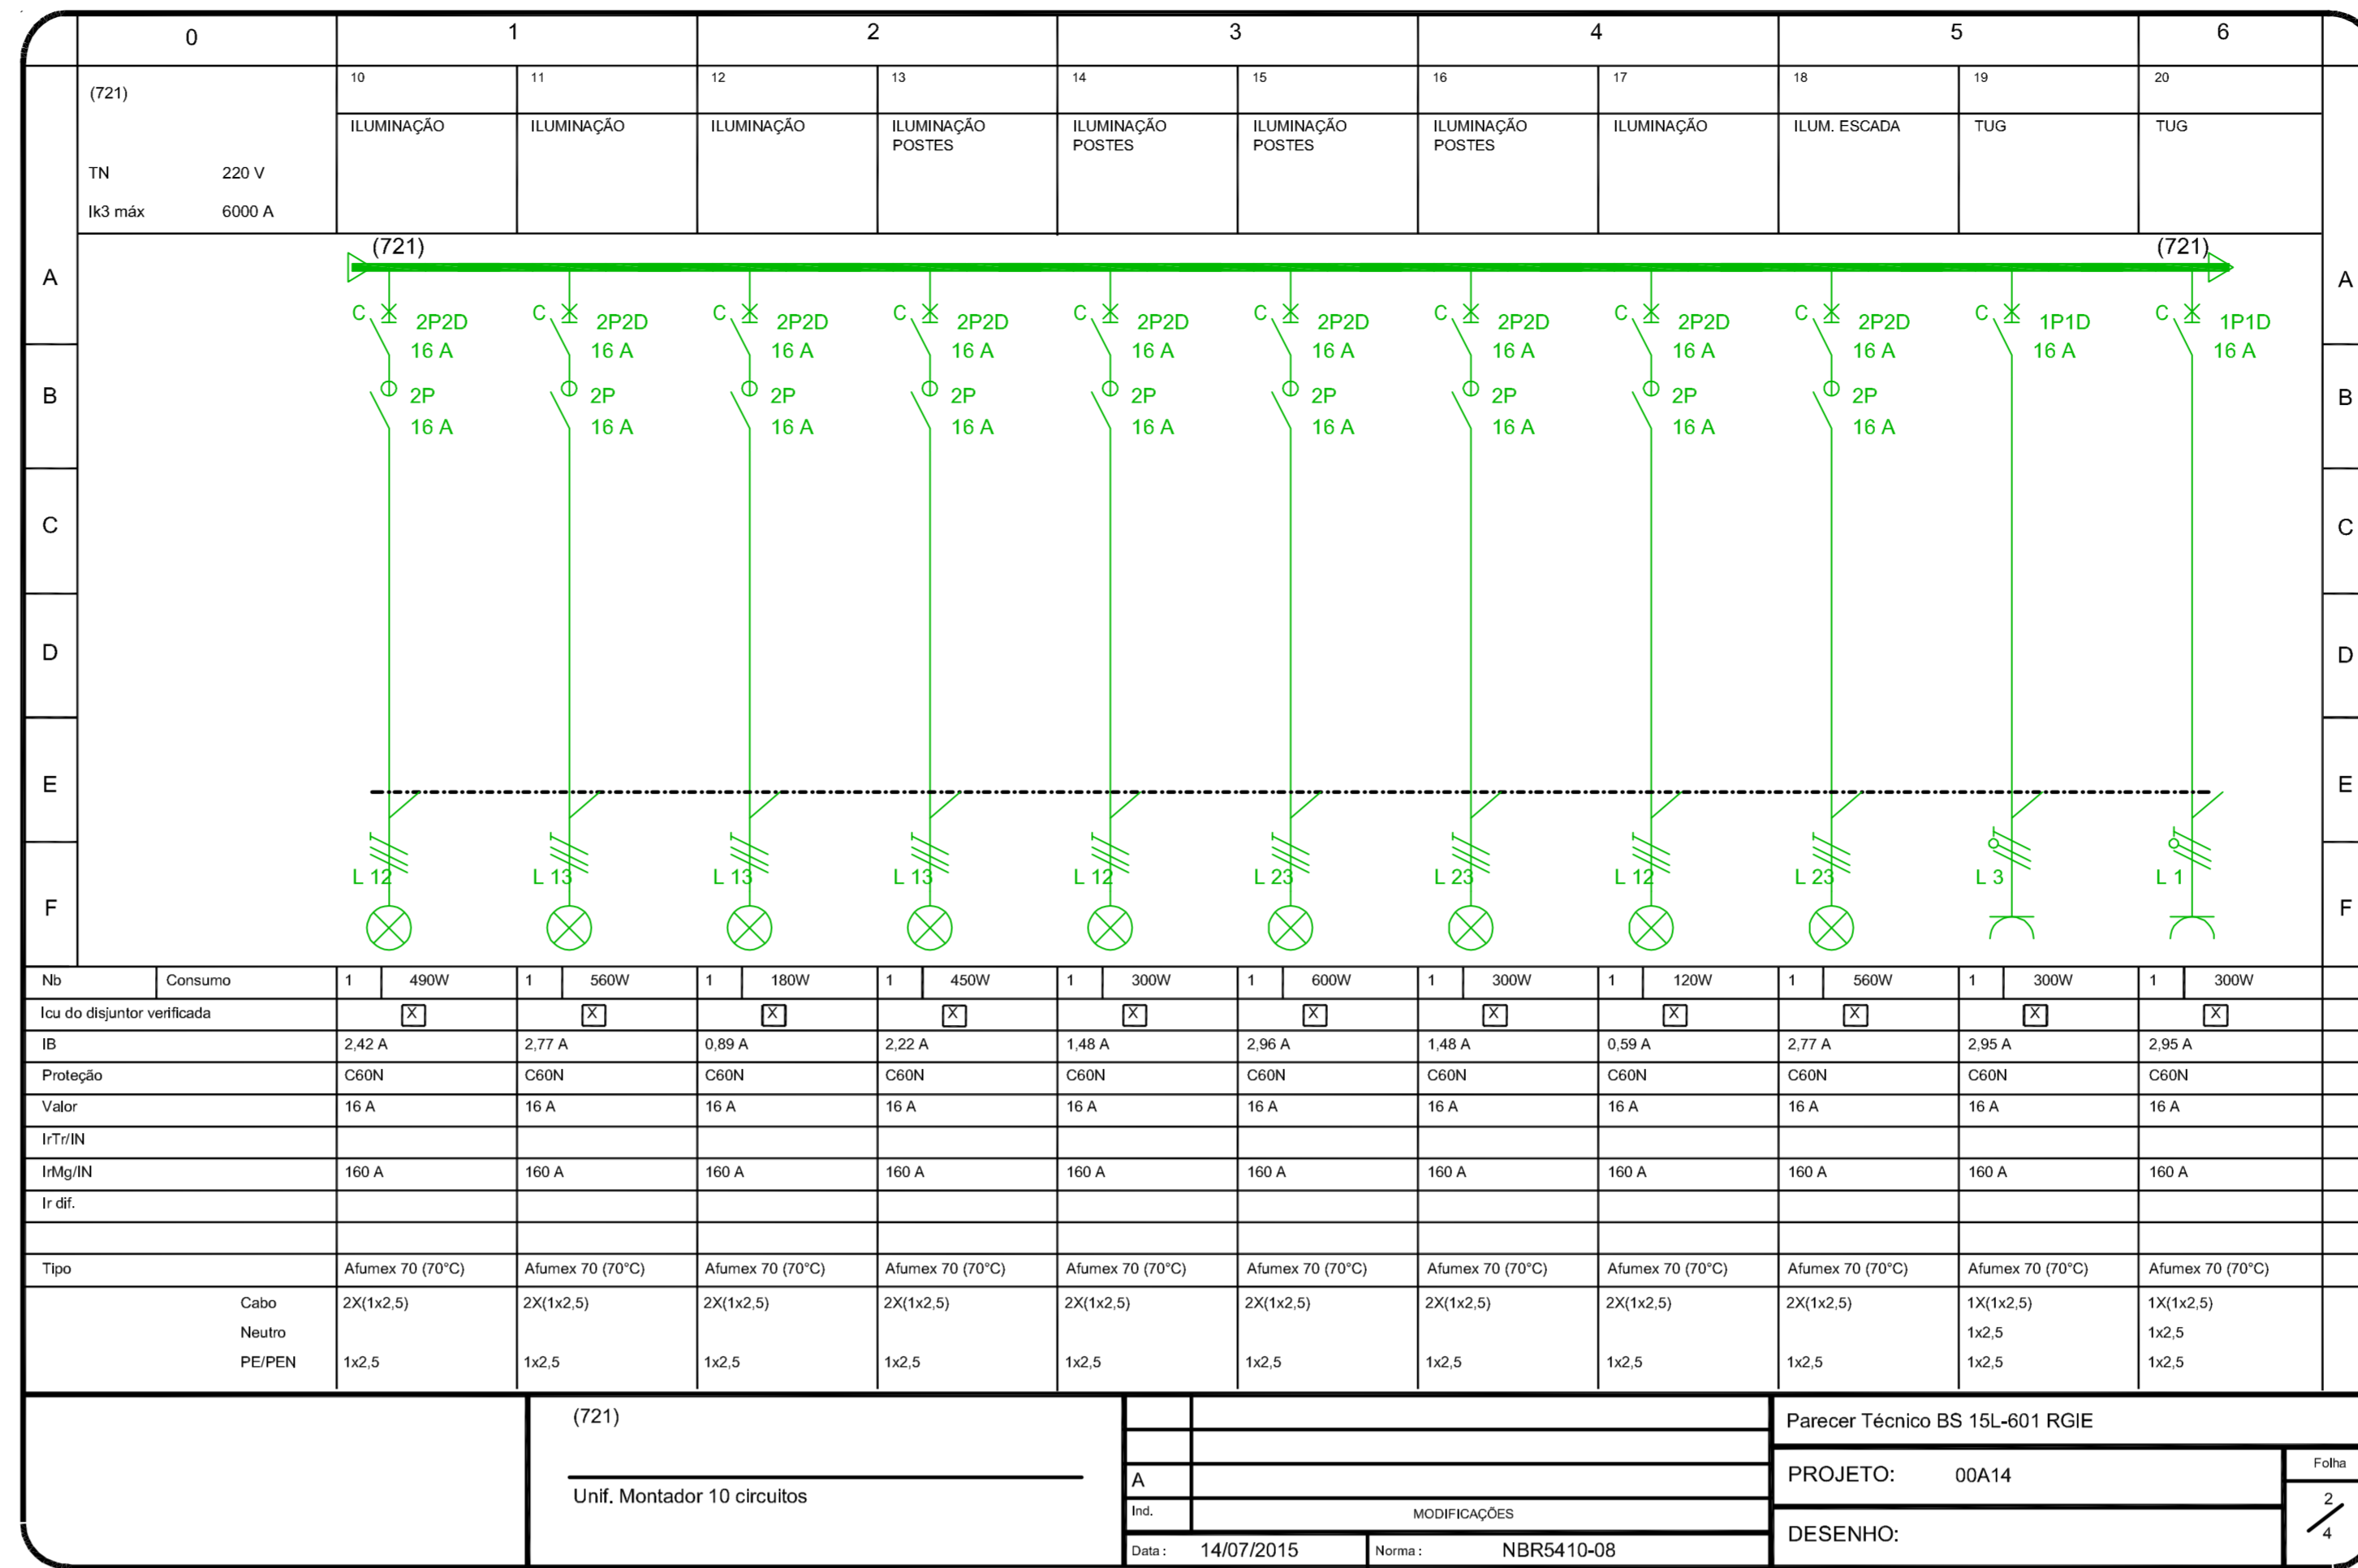 0 1 2 3 4 5 6
(721) 10 11 12 13 14 15 16 17 18 19 20
ILUMINAÇÃO ILUMINAÇÃO ILUMINAÇÃO ILUMINAÇÃO POSTES ILUMINAÇÃO POSTES ILUMINAÇÃO POSTES ILUMINAÇÃO POSTES ILUMINAÇÃO ILUM. ESCADA TUG TUG
TN 220 V
Ik3 máx 6000 A
(721) (721)
A A
C C C C C C C C C C C
2P2D 2P2D 2P2D 2P2D 2P2D 2P2D 2P2D 2P2D 2P2D 1P1D 1P1D
16 A 16 A 16 A 16 A 16 A 16 A 16 A 16 A 16 A 16 A 16 A
B 2P 2P 2P 2P 2P 2P 2P 2P 2P B
16 A 16 A 16 A 16 A 16 A 16 A 16 A 16 A 16 A
C C
D D
E E
L 12 L 13 L 13 L 13 L 12 L 23 L 23 L 12 L 23 L 3 L 1
F F
Nb Consumo 1 490W 1 560W 1 180W 1 450W 1 300W 1 600W 1 300W 1 120W 1 560W 1 300W 1 300W
Icu do disjuntor verificada X X X X X X X X X X X
IB 2,42 A 2,77 A 0,89 A 2,22 A 1,48 A 2,96 A 1,48 A 0,59 A 2,77 A 2,95 A 2,95 A
Proteção C60N C60N C60N C60N C60N C60N C60N C60N C60N C60N C60N
Valor 16 A 16 A 16 A 16 A 16 A 16 A 16 A 16 A 16 A 16 A 16 A
IrTr/IN
IrMg/IN 160 A 160 A 160 A 160 A 160 A 160 A 160 A 160 A 160 A 160 A 160 A
Ir dif.
Tipo Afumex 70 (70°C) Afumex 70 (70°C) Afumex 70 (70°C) Afumex 70 (70°C) Afumex 70 (70°C) Afumex 70 (70°C) Afumex 70 (70°C) Afumex 70 (70°C) Afumex 70 (70°C) Afumex 70 (70°C) Afumex 70 (70°C)
Cabo 2X(1x2,5) 2X(1x2,5) 2X(1x2,5) 2X(1x2,5) 2X(1x2,5) 2X(1x2,5) 2X(1x2,5) 2X(1x2,5) 2X(1x2,5) 1X(1x2,5) 1X(1x2,5)
Neutro 1x2,5 1x2,5
PE/PEN 1x2,5 1x2,5 1x2,5 1x2,5 1x2,5 1x2,5 1x2,5 1x2,5 1x2,5 1x2,5 1x2,5
(721)
Unif. Montador 10 circuitos
A
Ind. MODIFICAÇÕES
Data : 14/07/2015 Norma : NBR5410-08
Parecer Técnico BS 15L-601 RGIE
PROJETO: 00A14
DESENHO:
Folha
2
4